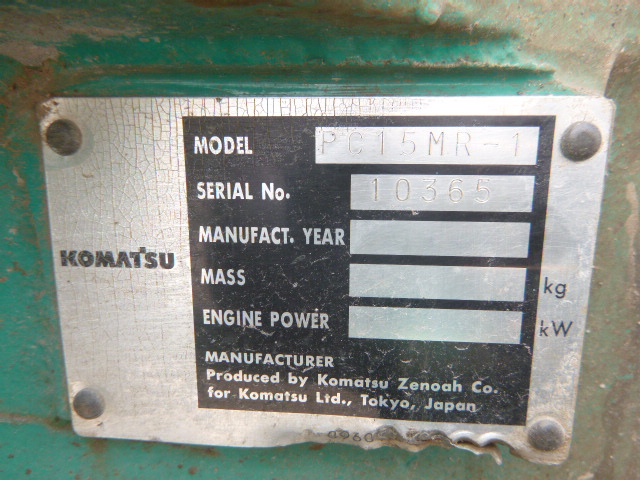 MODEL PC15MR-1
SERIAL No. 10365
KOMATSU
MANUFACT. YEAR
MASS kg
ENGINE POWER kW
MANUFACTURER
Produced by Komatsu Zenoah Co.
for Komatsu Ltd., Tokyo, Japan